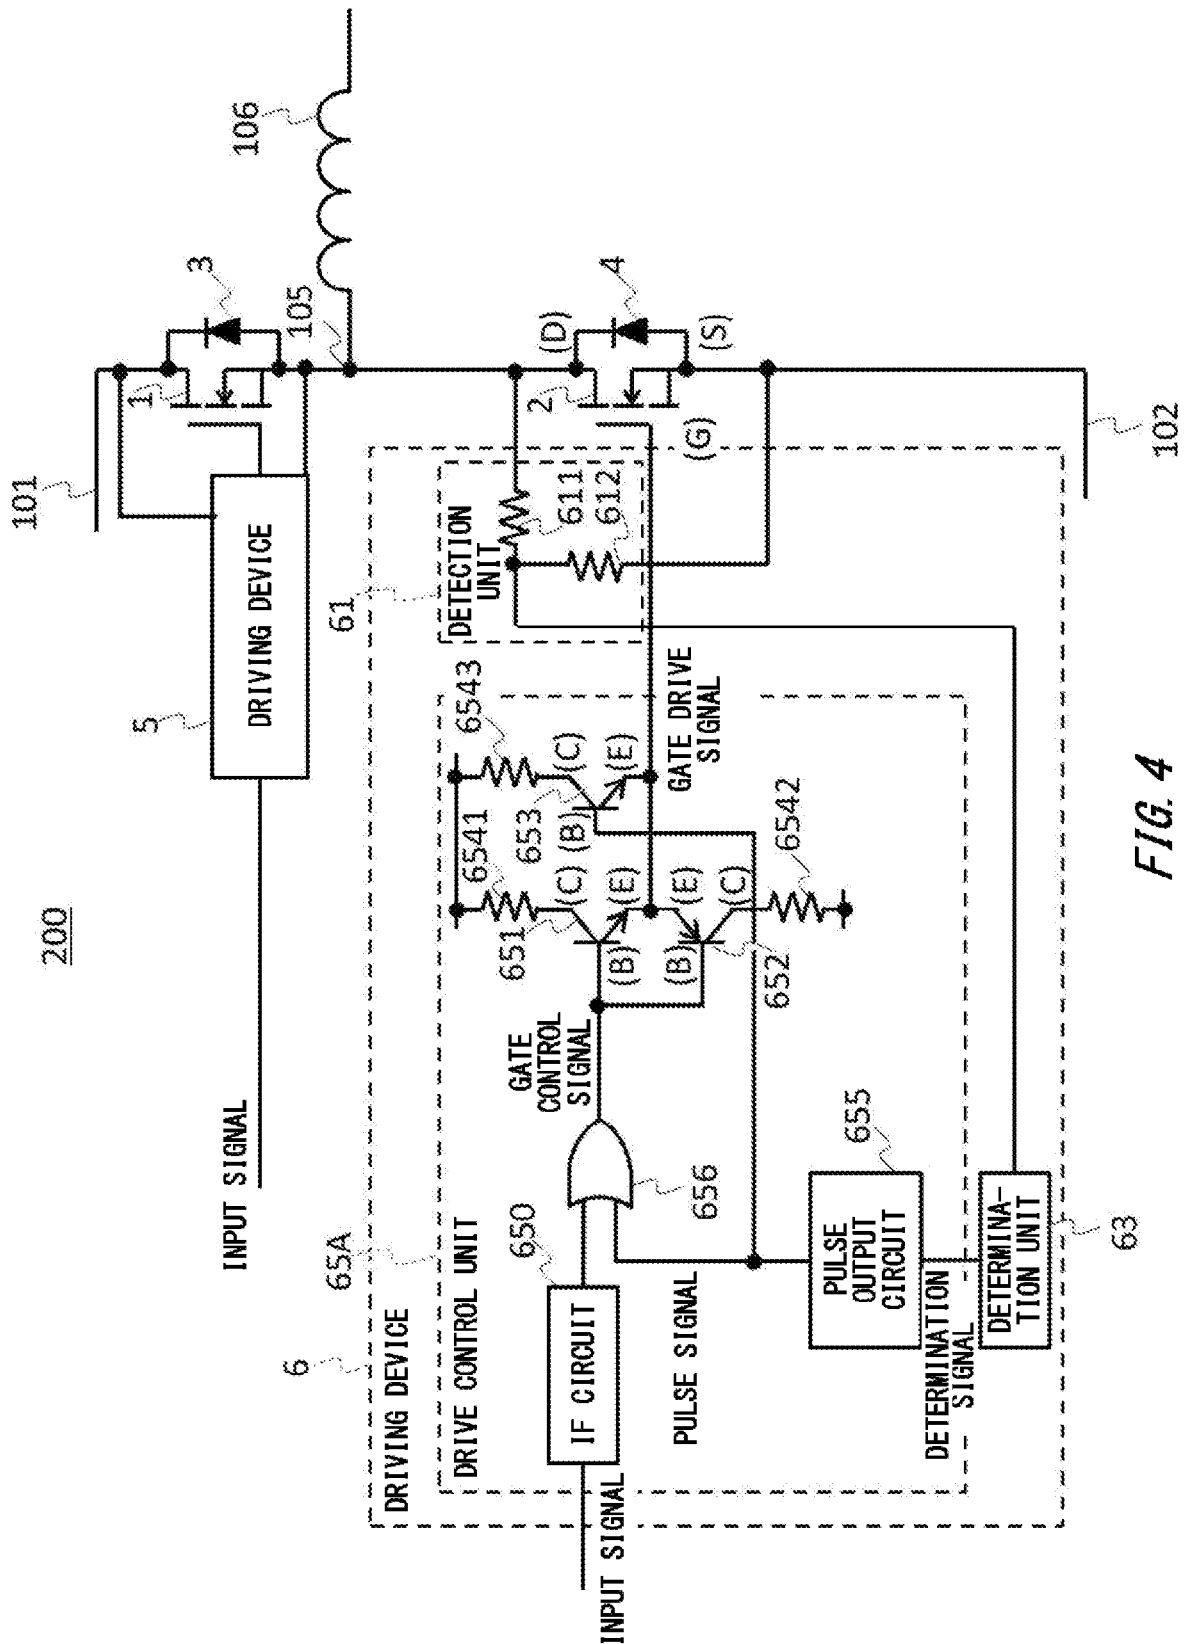 200
101
1
3
105
106
5
DRIVING DEVICE
INPUT SIGNAL
(D)
2
4
(S)
(G)
102
6
DRIVING DEVICE
65A
DRIVE CONTROL UNIT
61
DETECTION
UNIT
611
612
6541
6543
651
(C)
(B)
(E)
653
(C)
(B)
(E)
(E)
(B)
(C)
652
6542
GATE DRIVE
SIGNAL
GATE
CONTROL
SIGNAL
656
650
IF CIRCUIT
INPUT SIGNAL
PULSE SIGNAL
655
PULSE
OUTPUT
CIRCUIT
DETERMINATION
SIGNAL
DETERMINA-
TION UNIT
63
FIG. 4